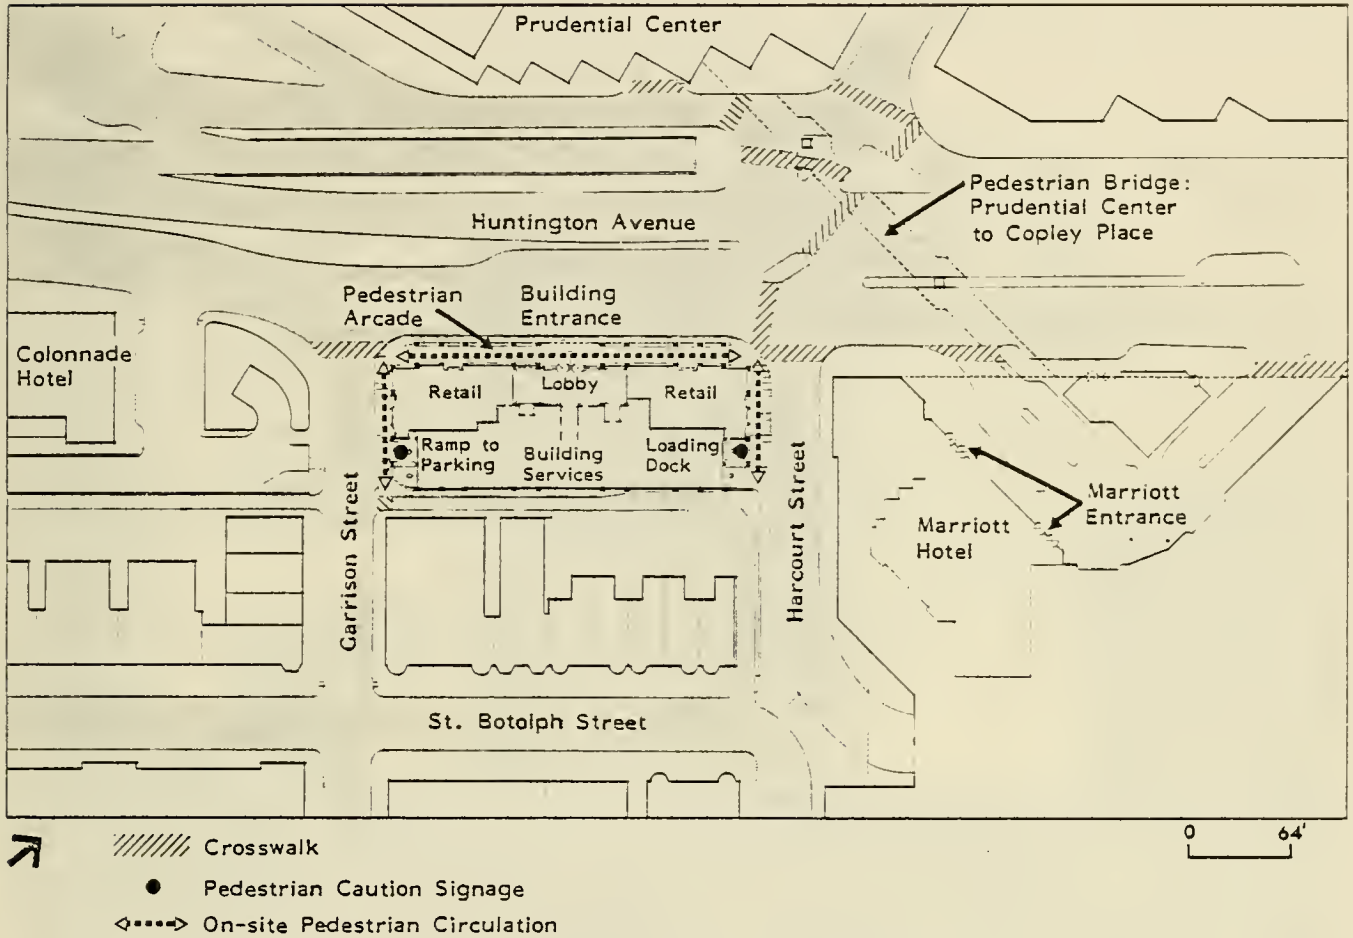 Prudential Center
Pedestrian Bridge:
Prudential Center
to Copley Place
Huntington Avenue
Pedestrian
Arcade
Building
Entrance
Colonnade
Hotel
Retail
Lobby
Retail
Ramp to
Parking
Building
Services
Loading
Dock
Garrison Street
Harcourt Street
Marriott
Hotel
Marriott
Entrance
St. Botolph Street
0 64'
Crosswalk
Pedestrian Caution Signage
On-site Pedestrian Circulation